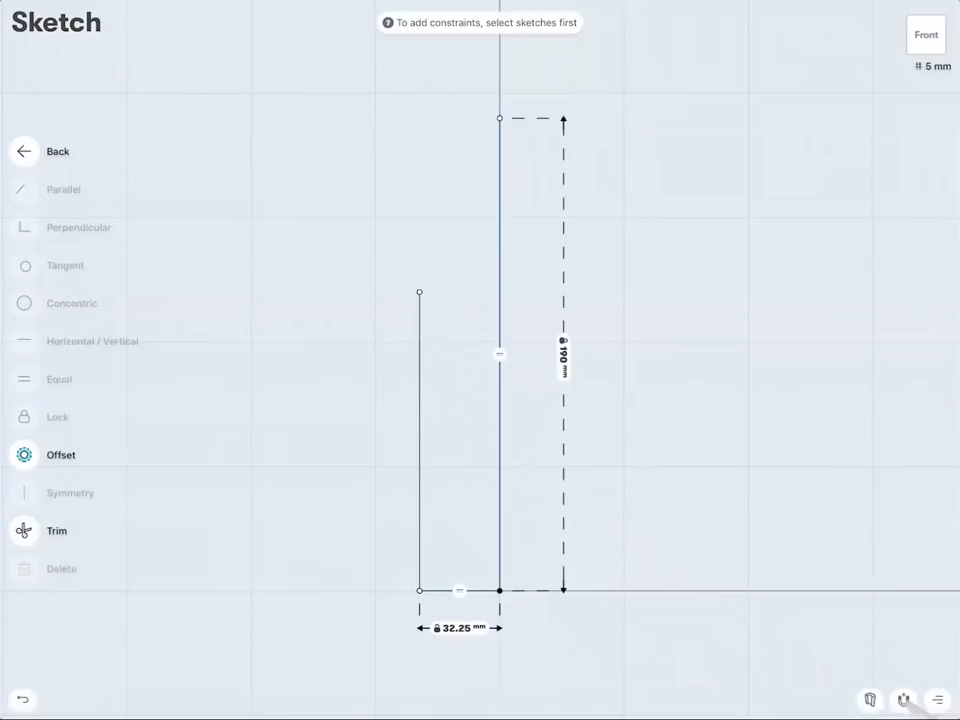 Sketch
? To add constraints, select sketches first
Front
# 5 mm
Back
Parallel
Perpendicular
Tangent
Concentric
Horizontal / Vertical
Equal
Lock
Offset
Symmetry
Trim
Delete
190 mm
32.25 mm